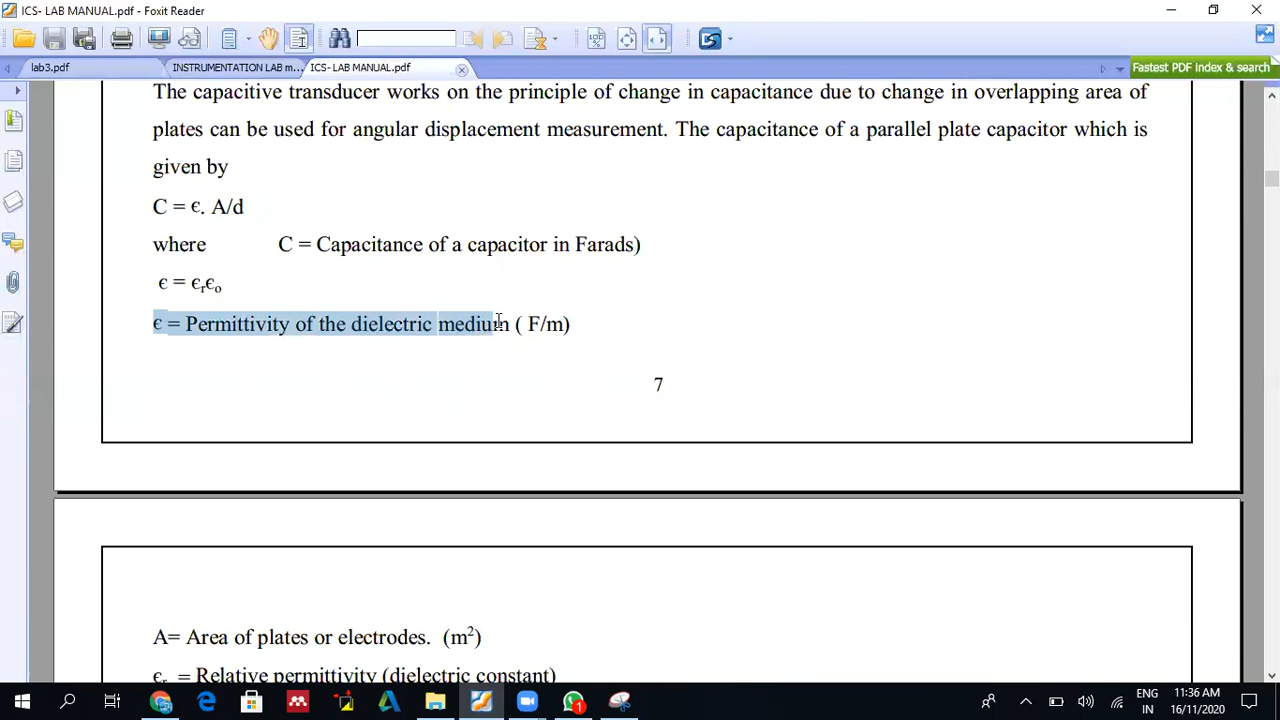 ICS- LAB MANUAL.pdf - Foxit Reader
lab3.pdf
INSTRUMENTATION LAB m...
ICS- LAB MANUAL.pdf
Fastest PDF index & search
The capacitive transducer works on the principle of change in capacitance due to change in overlapping area of
plates can be used for angular displacement measurement. The capacitance of a parallel plate capacitor which is
given by
C = ϵ. A/d
where C = Capacitance of a capacitor in Farads)
ϵ = ϵrϵo
ϵ = Permittivity of the dielectric medium ( F/m)
7
A= Area of plates or electrodes. (m²)
ϵr = Relative permittivity (dielectric constant)
1
ENG
IN
11:36 AM
16/11/2020